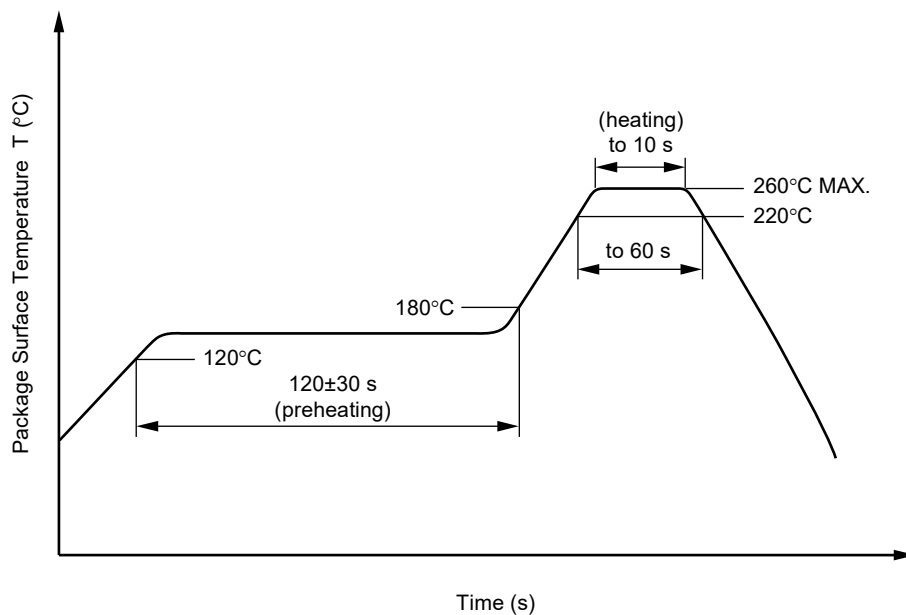 Package Surface Temperature T (°C)
(heating)
to 10 s
260°C MAX.
220°C
to 60 s
180°C
120°C
120±30 s
(preheating)
Time (s)